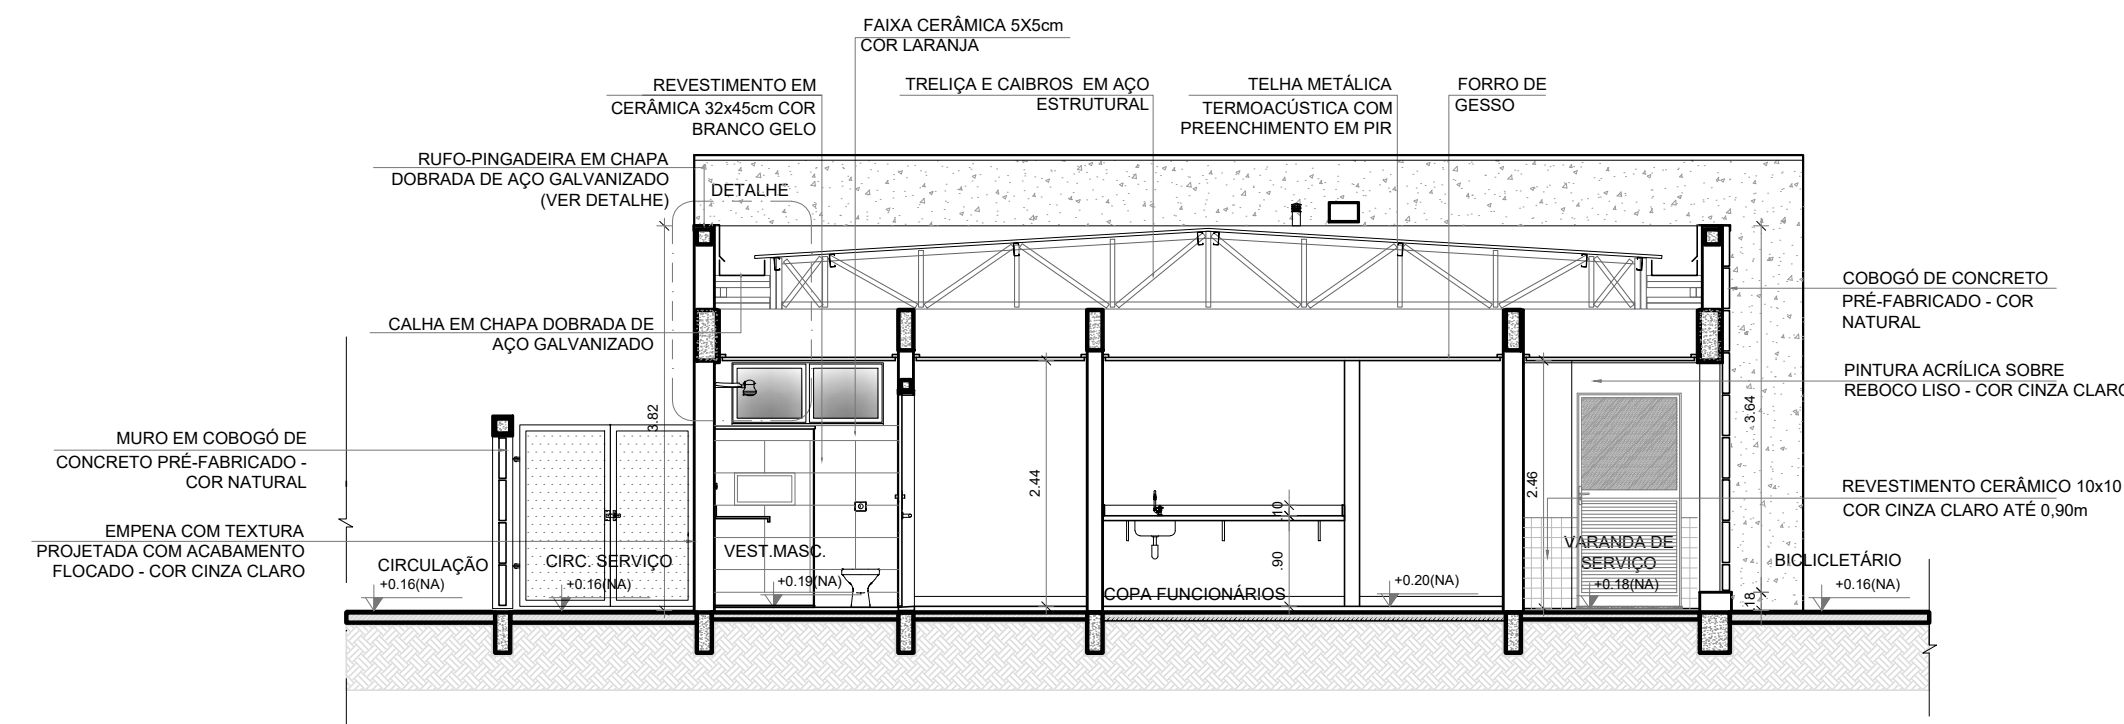 FAIXA CERÂMICA 5X5cm
COR LARANJA
REVESTIMENTO EM
CERÂMICA 32x45cm COR
BRANCO GELO
TRELIÇA E CAIBROS EM AÇO
ESTRUTURAL
TELHA METÁLICA
TERMOACÚSTICA COM
PREENCHIMENTO EM PIR
FORRO DE
GESSO
RUFO-PINGADEIRA EM CHAPA
DOBRADA DE AÇO GALVANIZADO
(VER DETALHE)
DETALHE
CALHA EM CHAPA DOBRADA DE
AÇO GALVANIZADO
COBOGÓ DE CONCRETO
PRÉ-FABRICADO - COR
NATURAL
PINTURA ACRÍLICA SOBRE
REBOCO LISO - COR CINZA CLARO
3.82
3.64
MURO EM COBOGÓ DE
CONCRETO PRÉ-FABRICADO -
COR NATURAL
2.44
2.46
REVESTIMENTO CERÂMICO 10x10
COR CINZA CLARO ATÉ 0,90m
.10
.90
.18
EMPENA COM TEXTURA
PROJETADA COM ACABAMENTO
FLOCADO - COR CINZA CLARO
CIRCULAÇÃO
+0.16(NA)
CIRC. SERVIÇO
+0.16(NA)
VEST.MASC.
+0.19(NA)
COPA FUNCIONÁRIOS
+0.20(NA)
VARANDA DE
SERVIÇO
+0.18(NA)
BICLICLETÁRIO
+0.16(NA)